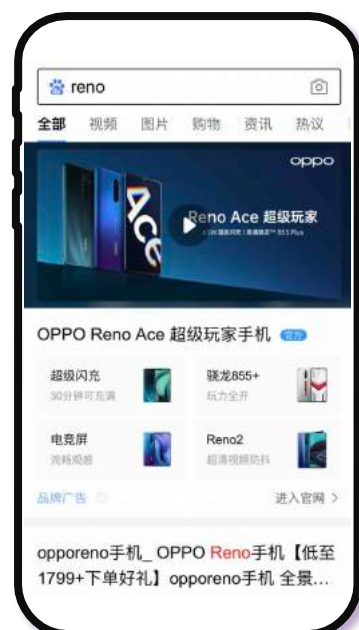 reno
全部 视频 图片 购物 资讯 热议
oppo
Ace
Reno Ace 超级玩家
OPPO Reno Ace 超级玩家手机 官方
超级闪充
30分钟可充满
骁龙855+
玩力全开
电竞屏
流畅观感
Reno2
超清视频防抖
品牌广告
进入官网 >
opporeno手机_ OPPO Reno手机【低至
1799+下单好礼】opporeno手机 全景...